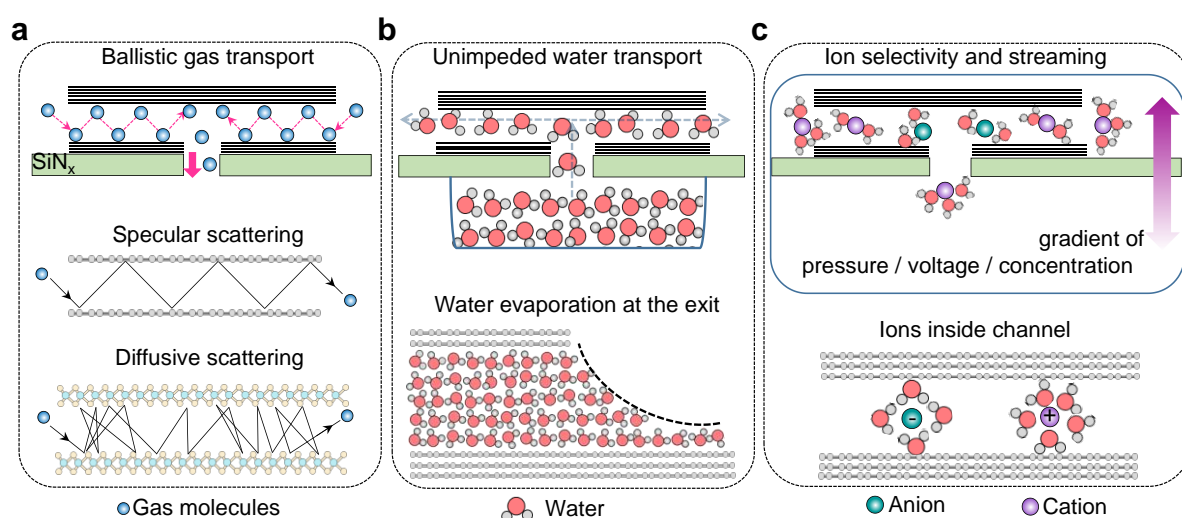 a
Ballistic gas transport
SiNₓ
Specular scattering
Diffusive scattering
Gas molecules
b
Unimpeded water transport
Water evaporation at the exit
Water
c
Ion selectivity and streaming
gradient of
pressure / voltage / concentration
Ions inside channel
-
+
Anion
Cation